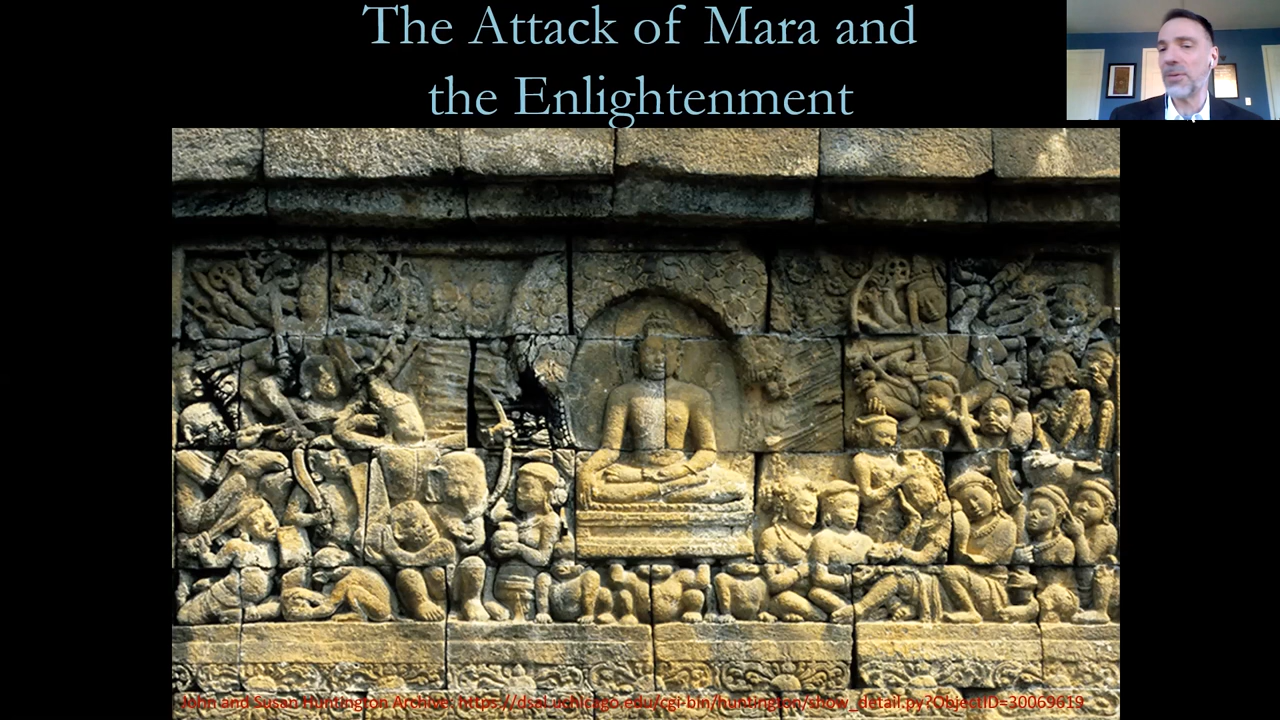 The Attack of Mara and
the Enlightenment
John and Susan Huntington Archive: https://dsal.uchicago.edu/cgi-bin/huntington/show_detail.py?ObjectID=30069619